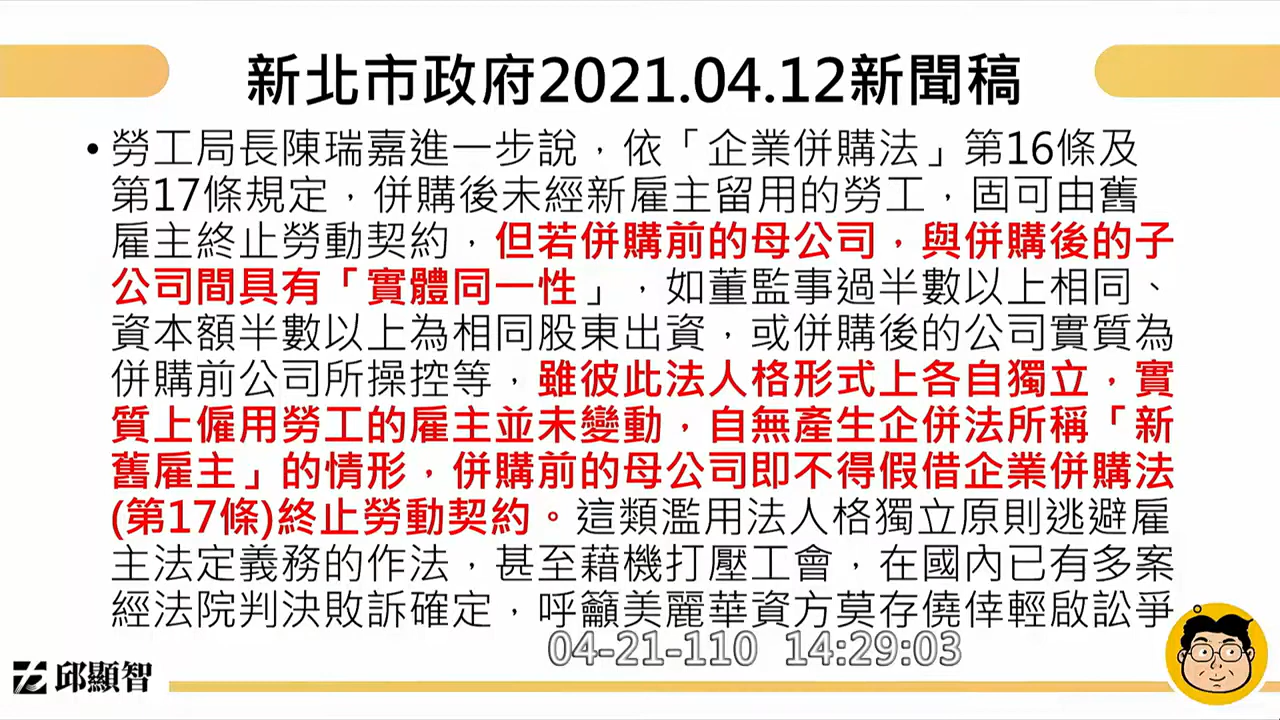 新北市政府2021.04.12新聞稿
• 勞工局長陳瑞嘉進一步說，依「企業併購法」第16條及
第17條規定，併購後未經新雇主留用的勞工，固可由舊
雇主終止勞動契約，但若併購前的母公司，與併購後的子
公司間具有「實體同一性」，如董監事過半數以上相同、
資本額半數以上為相同股東出資，或併購後的公司實質為
併購前公司所操控等，雖彼此法人格形式上各自獨立，實
質上僱用勞工的雇主並未變動，自無產生企併法所稱「新
舊雇主」的情形，併購前的母公司即不得假借企業併購法
(第17條)終止勞動契約。這類濫用法人格獨立原則逃避雇
主法定義務的作法，甚至藉機打壓工會，在國內已有多案
經法院判決敗訴確定，呼籲美麗華資方莫存僥倖輕啟訟爭
04-21-110 14:29:03
邱顯智